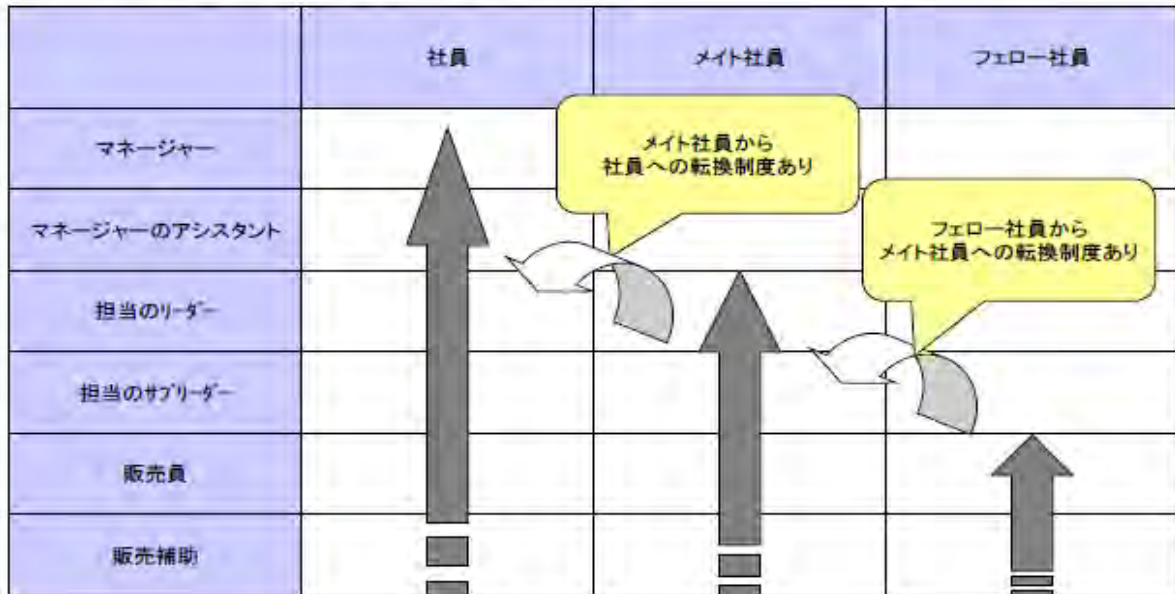 社員
メイト社員
フェロー社員
マネージャー
メイト社員から
社員への転換制度あり
マネージャーのアシスタント
フェロー社員から
メイト社員への転換制度あり
担当のリーダー
担当のサブリーダー
販売員
販売補助